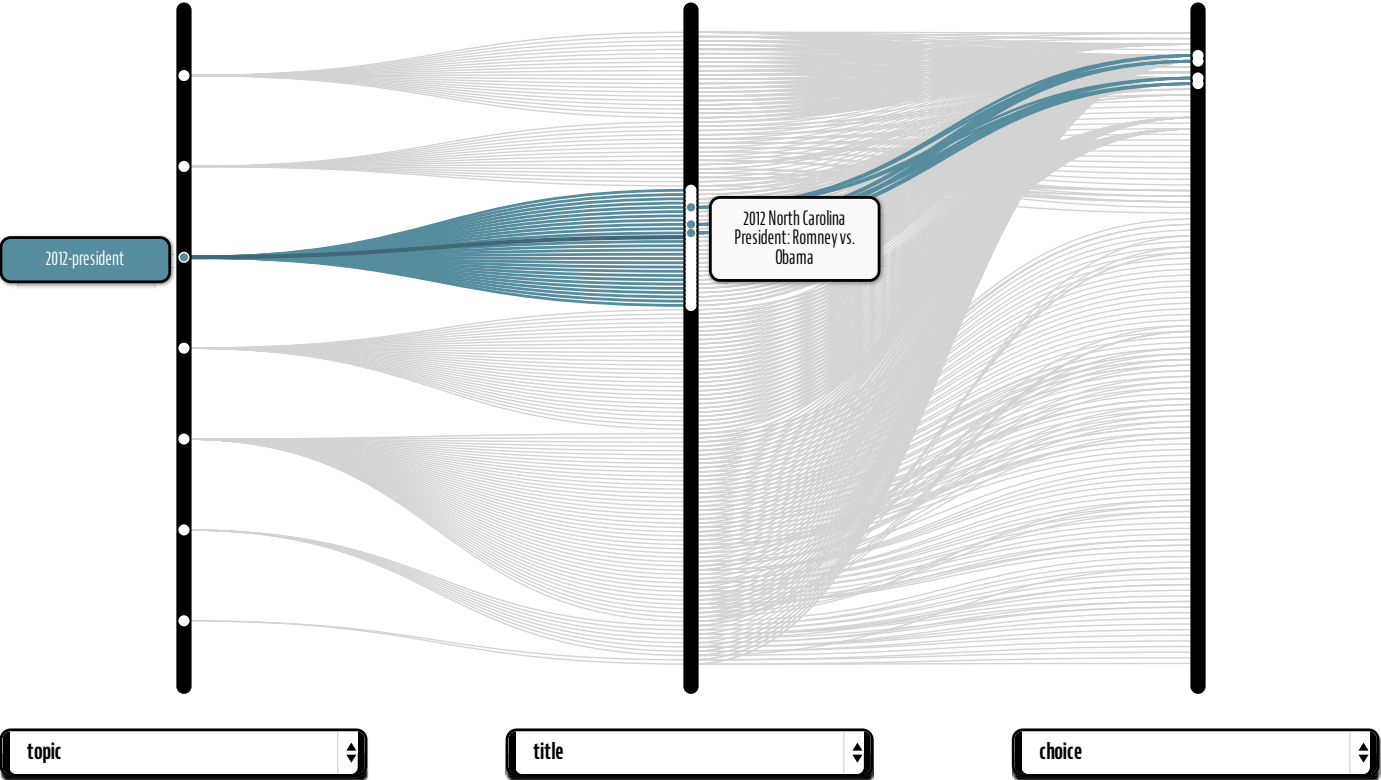 2012-president
2012 North Carolina
President: Romney vs.
Obama
topic
title
choice